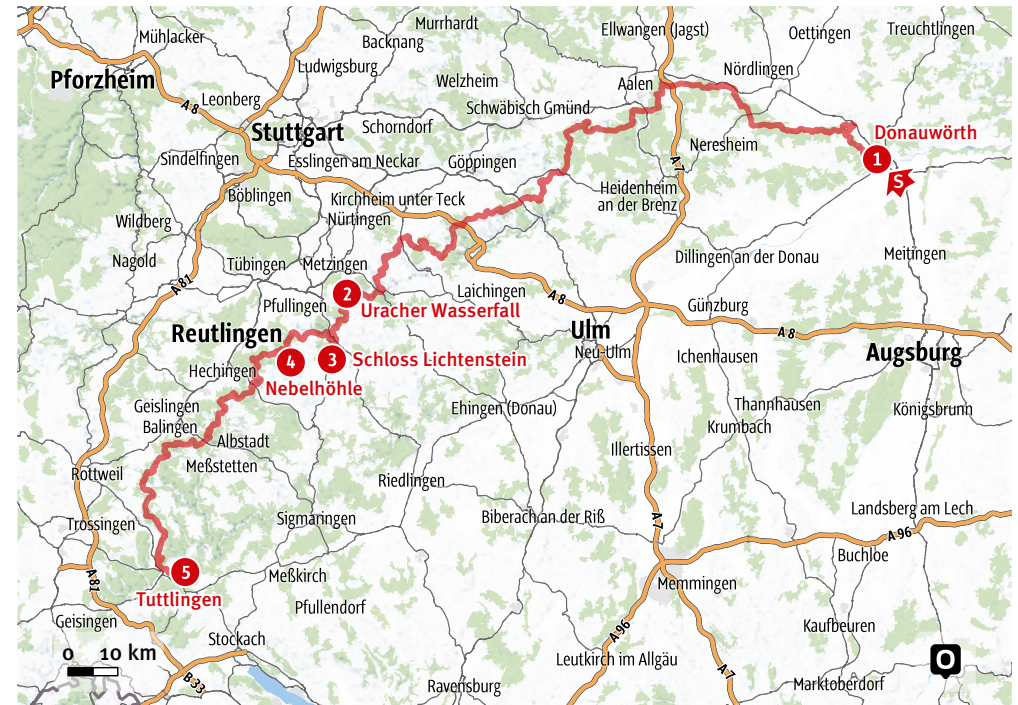 Murrhardt
Ellwangen (Jagst)
Treuchtlingen
Oettingen
Mühlacker
Backnang
Ludwigsburg
Nördlingen
Pforzheim
Welzheim
Aalen
Leonberg
A 8
Schwäbisch Gmünd
Stuttgart
Schorndorf
Donauwörth
Neresheim
Sindelfingen
Esslingen am Neckar
Göppingen
1
A 7
S
Böblingen
Kirchheim unter Teck
Heidenheim
an der Brenz
Nürtingen
Wildberg
Nagold
Tübingen
Metzingen
Dillingen an der Donau
Meitingen
A 81
2
Laichingen
A 8
Pfullingen
Uracher Wasserfall
Günzburg
Reutlingen
Ulm
A 8
Neu-Ulm
Augsburg
4
3
Schloss Lichtenstein
Ichenhausen
Hechingen
Nebelhöhle
Geislingen
Balingen
Ehingen (Donau)
Thannhausen
Königsbrunn
Krumbach
Albstadt
Illertissen
Meßstetten
Rottweil
Riedlingen
Trossingen
Sigmaringen
Biberach an der Riß
A 7
Landsberg am Lech
A 96
Buchloe
5
Meßkirch
A 81
Memmingen
Tuttlingen
Pfullendorf
Geisingen
Kaufbeuren
A 96
Stockach
0 10 km
Leutkirch im Allgäu
O
B 33
Ravensburg
A 7
Marktoberdorf